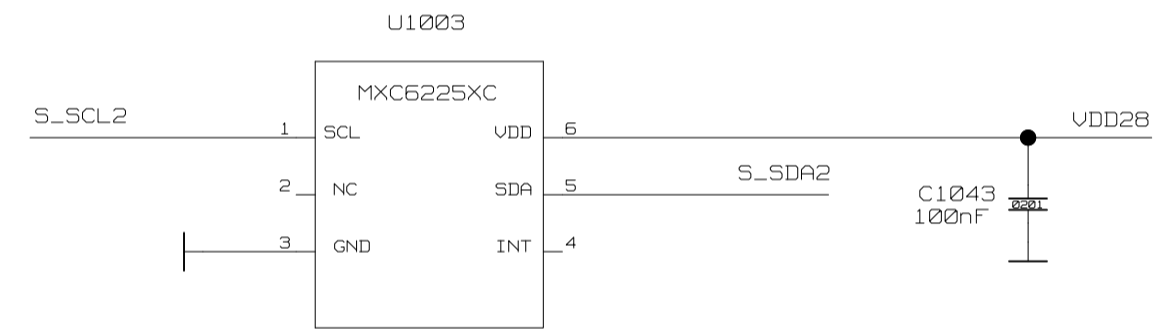 U1003
MXC6225XC
S_SCL2
1 SCL VDD 6
VDD28
2 NC SDA 5
S_SDA2
3 GND INT 4
C1043
100nF
0201